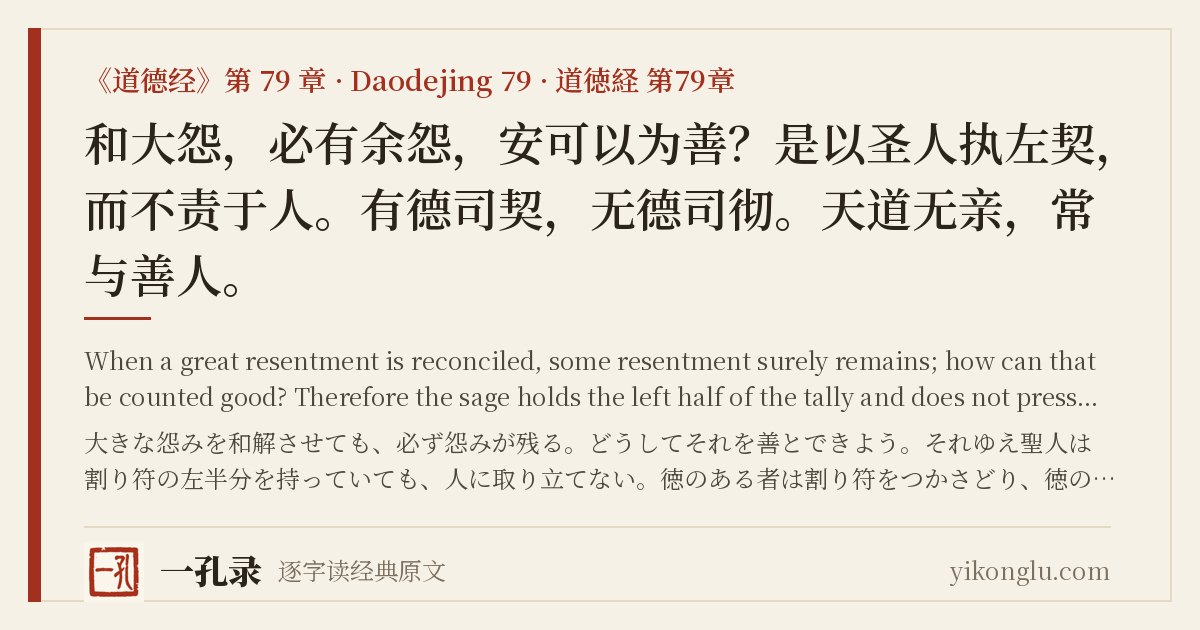 《道德经》第 79 章 · Daodejing 79 · 道徳経 第79章
和大怨，必有余怨，安可以为善？是以圣人执左契，
而不责于人。有德司契，无德司彻。天道无亲，常
与善人。
When a great resentment is reconciled, some resentment surely remains; how can that
be counted good? Therefore the sage holds the left half of the tally and does not press...
大きな怨みを和解させても、必ず怨みが残る。どうしてそれを善とできよう。それゆえ聖人は
割り符の左半分を持っていても、人に取り立てない。徳のある者は割り符をつかさどり、徳の…
一孔
一孔录 逐字读经典原文
yikonglu.com